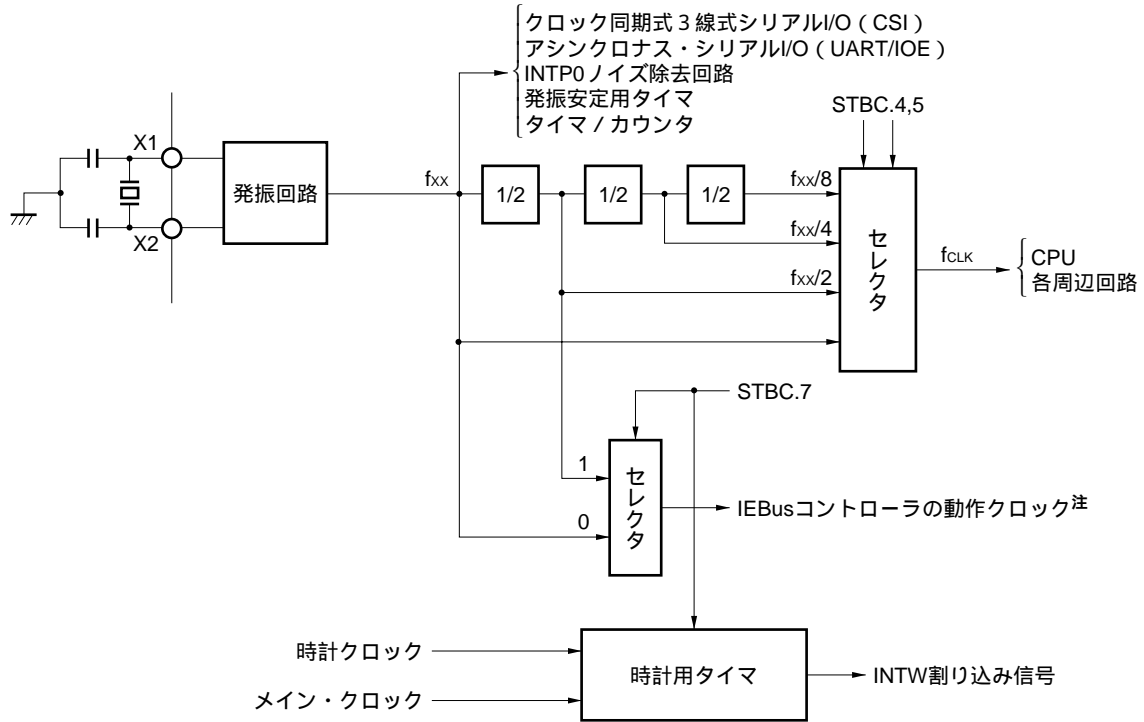 クロック同期式3線式シリアルI/O（CSI）
アシンクロナス・シリアルI/O（UART/IOE）
INTP0ノイズ除去回路
発振安定用タイマ
タイマ／カウンタ
STBC.4,5
X1
発振回路
fXX
1/2
1/2
1/2
fXX/8
X2
fXX/4
セレクタ
fCLK
CPU
各周辺回路
fXX/2
STBC.7
1
セレクタ
IEBusコントローラの動作クロック注
0
時計クロック
時計用タイマ
INTW割り込み信号
メイン・クロック